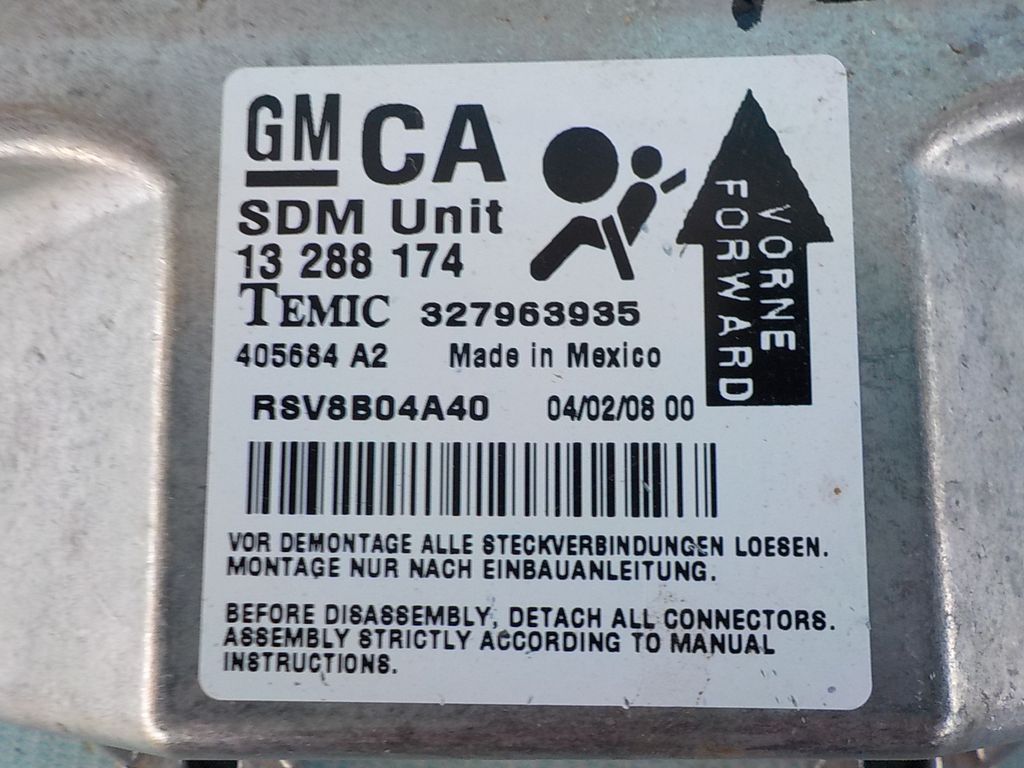 GM CA
SDM Unit
13 288 174
TEMIC 327963935
405684 A2 Made in Mexico
RSV8B04A40 04/02/08 00
VORNE
FORWARD
VOR DEMONTAGE ALLE STECKVERBINDUNGEN LOESEN.
MONTAGE NUR NACH EINBAUANLEITUNG.
BEFORE DISASSEMBLY, DETACH ALL CONNECTORS.
ASSEMBLY STRICTLY ACCORDING TO MANUAL
INSTRUCTIONS.